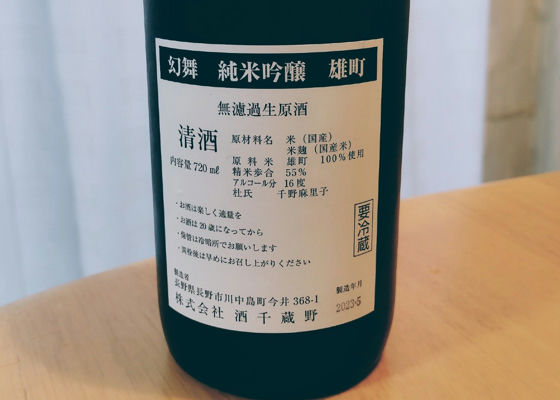 幻舞 純米吟醸 雄町
無濾過生原酒
清酒
内容量 720 mℓ
原材料名 米（国産）
米麹（国産米）
原料米 雄町 100％使用
精米歩合 55％
アルコール分 16度
杜氏 千野麻里子
・お酒は楽しく適量を
・お酒は20歳になってから
・保管は冷暗所でお願いします
・開栓後は早めにお召し上がりください
要冷蔵
製造者
長野県長野市川中島町今井368-1
株式会社 酒千蔵野
製造年月
2023·5